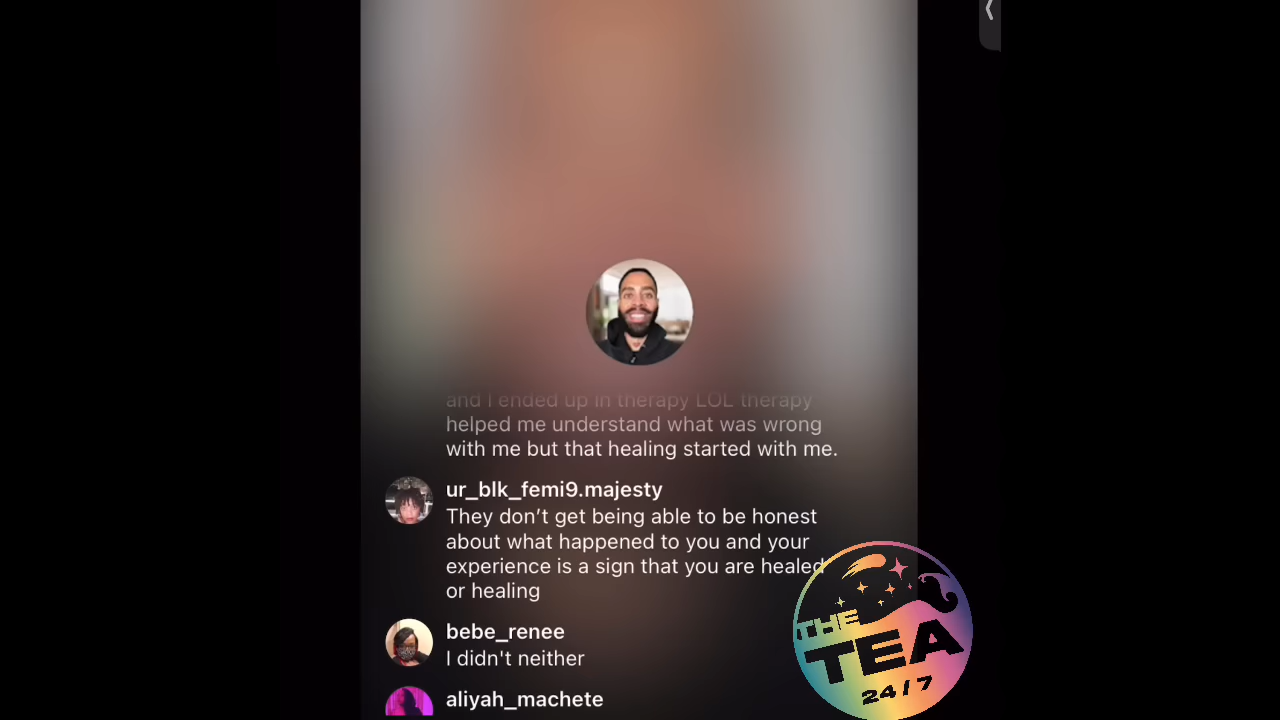 and I ended up in therapy LOL therapy
helped me understand what was wrong
with me but that healing started with me.
ur_blk_femi9.majesty
They don’t get being able to be honest
about what happened to you and your
experience is a sign that you are healed
or healing
bebe_renee
I didn't neither
aliyah_machete
THE
TEA
24/7